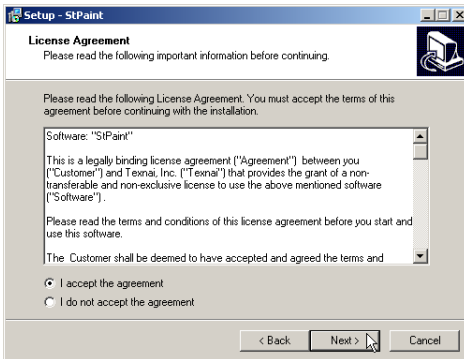 Setup - StPaint
License Agreement
Please read the following important information before continuing.
Please read the following License Agreement. You must accept the terms of this
agreement before continuing with the installation.
Software: "StPaint"
This is a legally binding license agreement ("Agreement") between you
("Customer") and Texnai, Inc. ("Texnai") that provides the grant of a non-
transferable and non-exclusive license to use the above mentioned software
("Software") .
Please read the terms and conditions of this license agreement before you start and
use this software.
The Customer shall be deemed to have accepted and agreed the terms and
I accept the agreement
I do not accept the agreement
< Back
Next >
Cancel